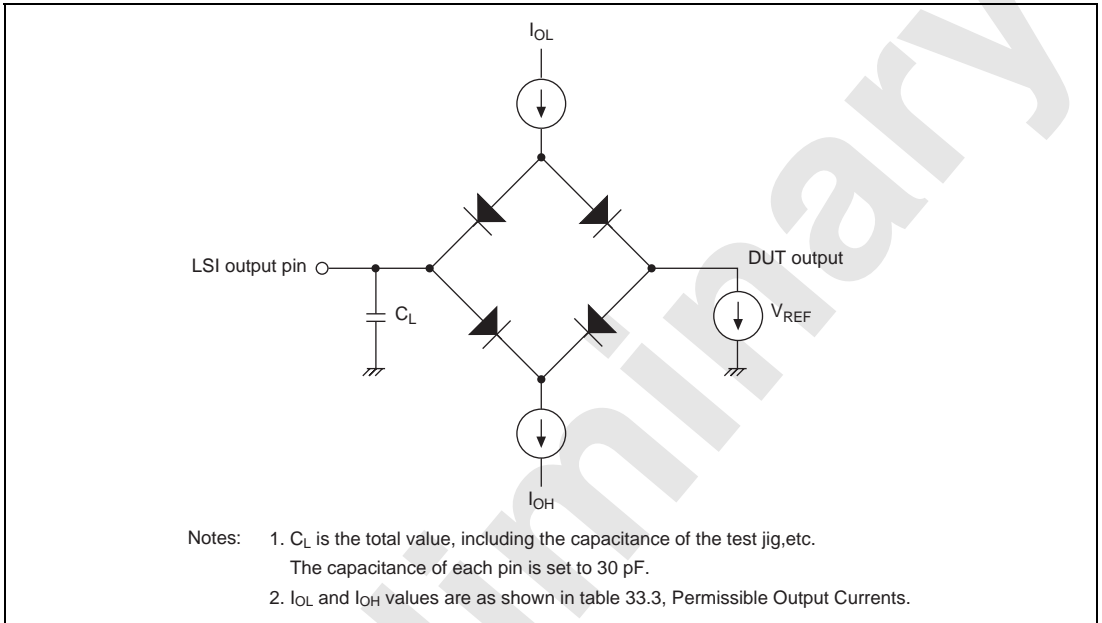 I_OL
LSI output pin
C_L
DUT output
V_REF
I_OH
Notes: 1. C_L is the total value, including the capacitance of the test jig,etc.
The capacitance of each pin is set to 30 pF.
2. I_OL and I_OH values are as shown in table 33.3, Permissible Output Currents.
liminary